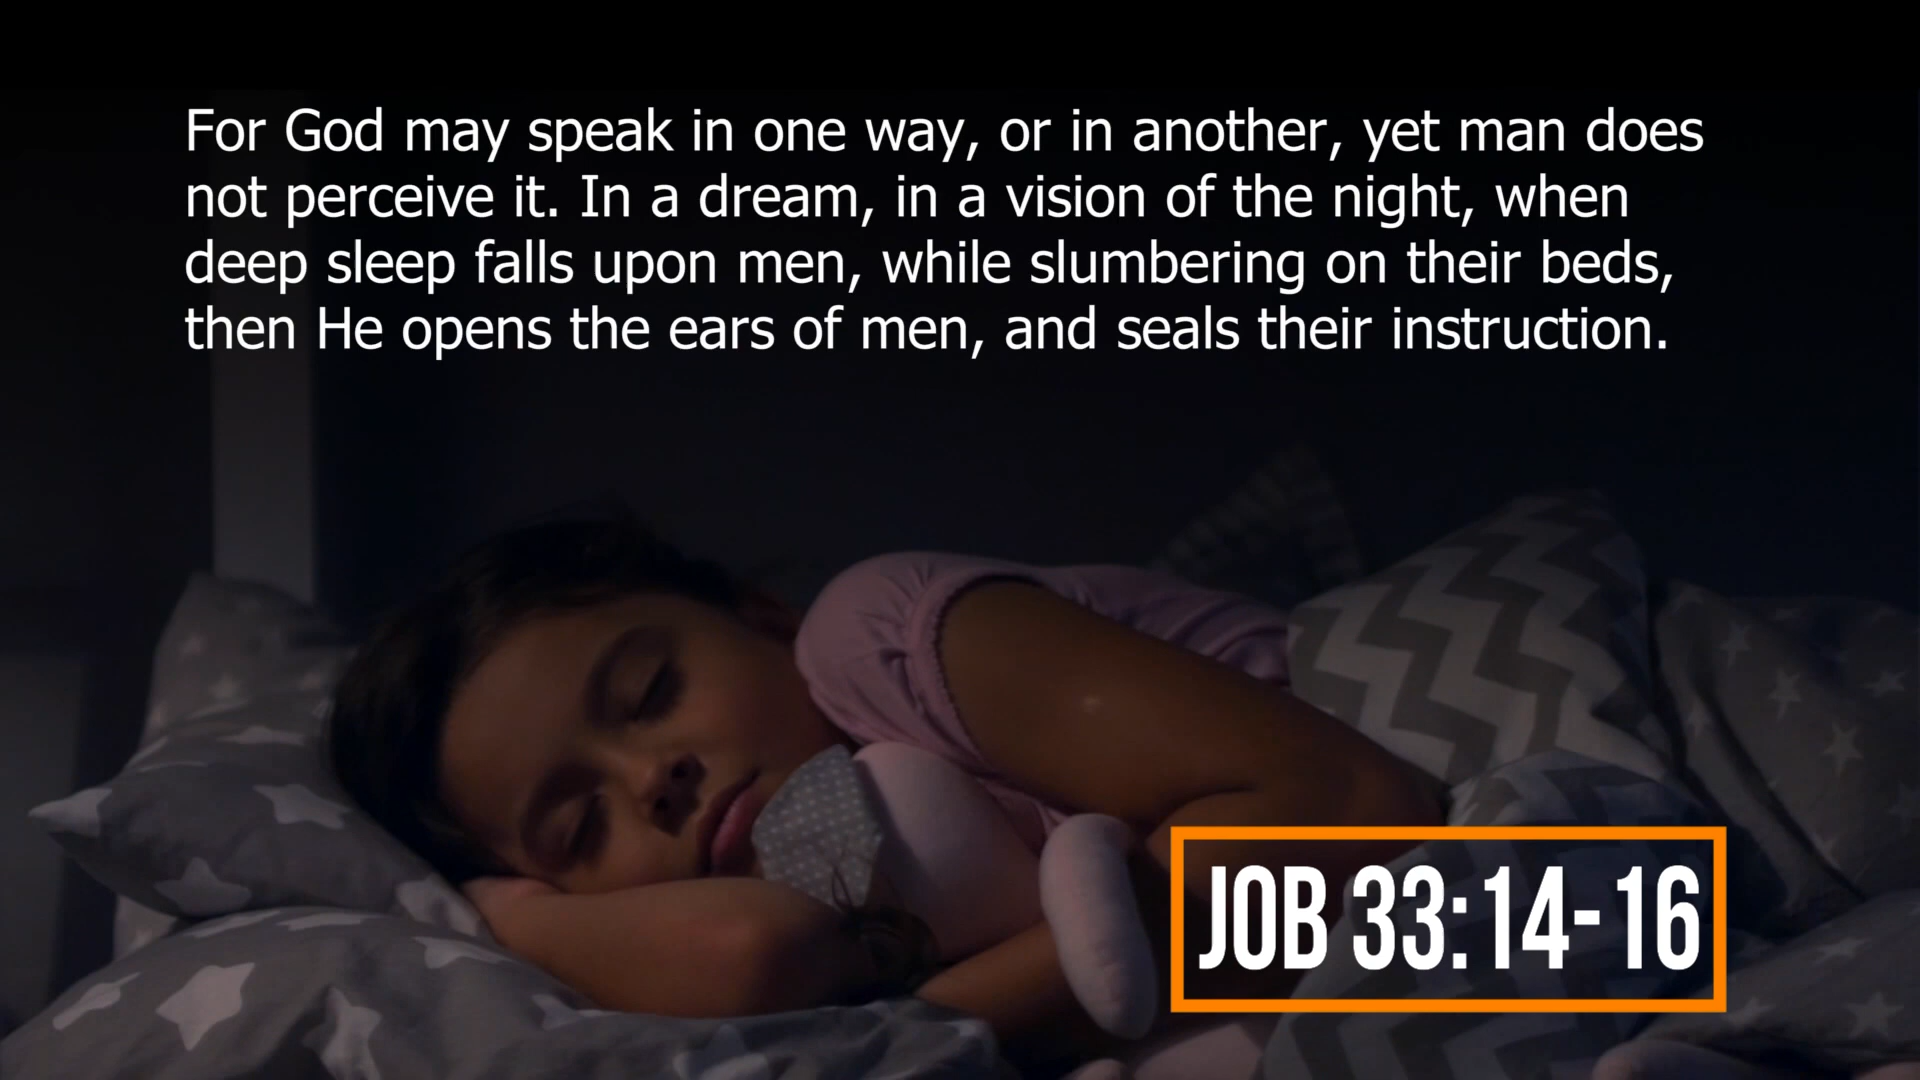 For God may speak in one way, or in another, yet man does
not perceive it. In a dream, in a vision of the night, when
deep sleep falls upon men, while slumbering on their beds,
then He opens the ears of men, and seals their instruction.
JOB 33:14-16